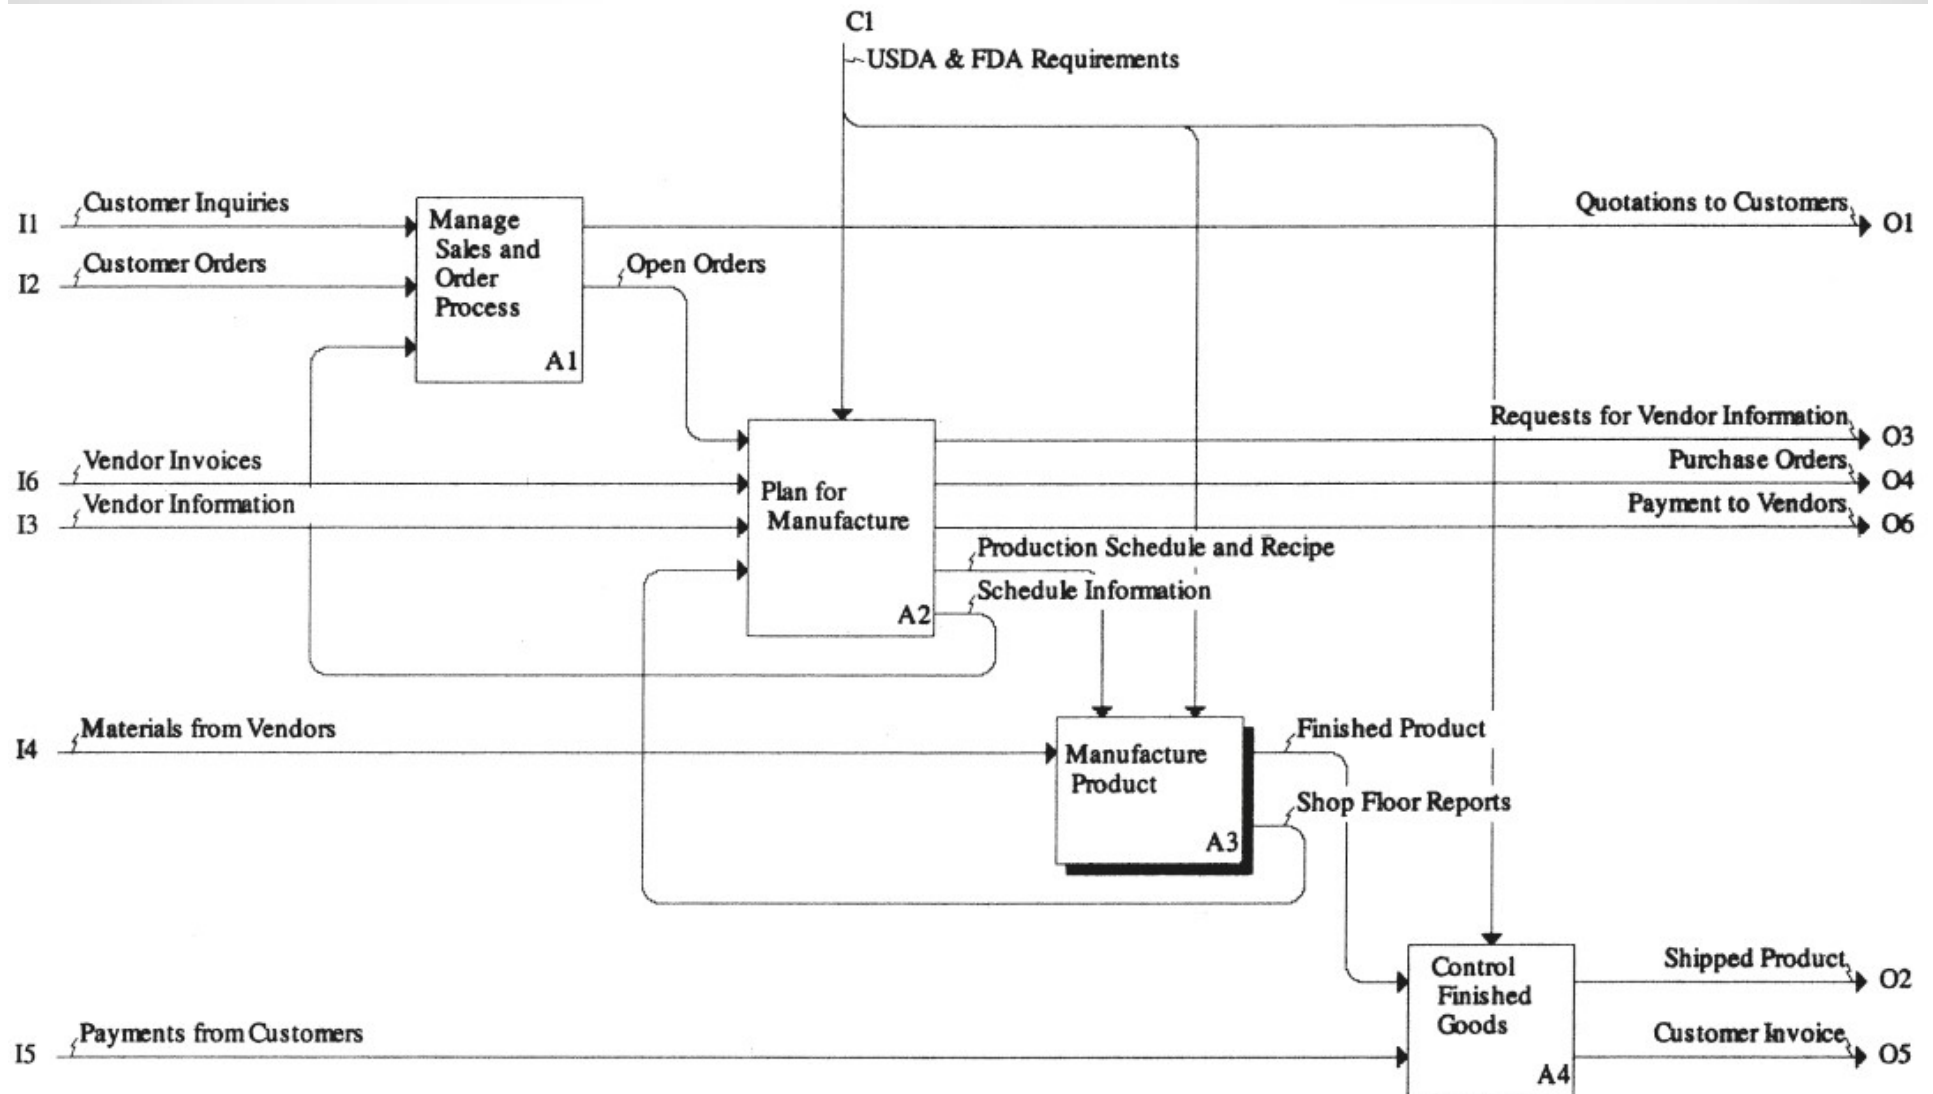 C1
USDA & FDA Requirements
Customer Inquiries
I1
Customer Orders
I2
Manage
Sales and
Order
Process
A1
Quotations to Customers
O1
Open Orders
Requests for Vendor Information
O3
Vendor Invoices
I6
Vendor Information
I3
Plan for
Manufacture
A2
Purchase Orders
O4
Payment to Vendors
O6
Production Schedule and Recipe
Schedule Information
Materials from Vendors
I4
Manufacture
Product
A3
Finished Product
Shop Floor Reports
Control
Finished
Goods
A4
Shipped Product
O2
Payments from Customers
I5
Customer Invoice
O5